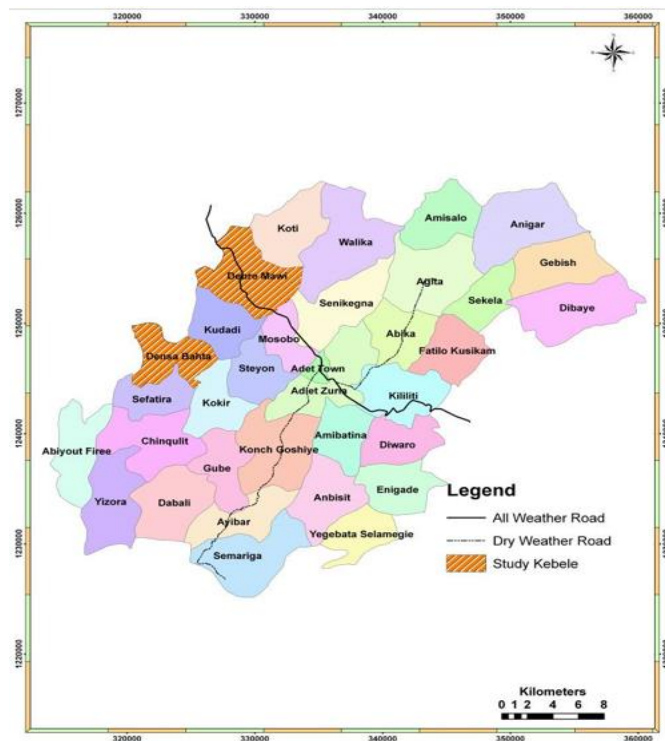 320000 330000 340000 350000 360000
1270000
1260000
1250000
1240000
1230000
1220000
Koti
Walika
Amisalo
Anigar
Debre Mawi
Gebish
Agita
Senikegna
Sekela
Dibaye
Kudadi
Mosobo
Abika
Fatilo Kusikam
Densa Bahta
Steyon
Adet Town
Sefatira
Kokir
Adiet Zuria
Kililiti
Abiyout Firee
Chinqulit
Konch Goshiye
Amibatina
Diwaro
Gube
Yizora
Dabali
Anbisit
Enigade
Ayibar
Yegebata Selamegie
Semariga
Legend
All Weather Road
Dry Weather Road
Study Kebele
Kilometers
0 1 2 4 6 8
320000 330000 340000 350000 360000